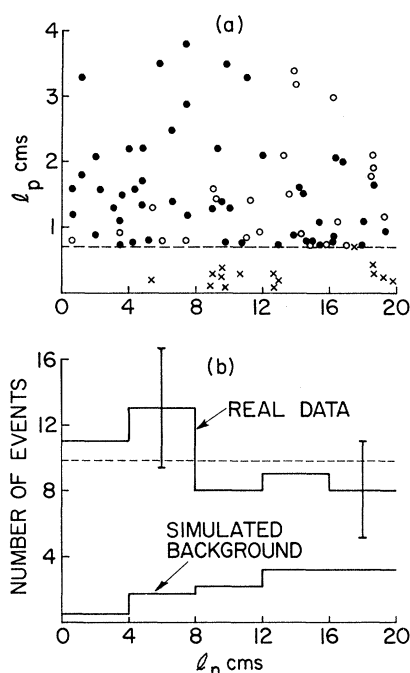 (a)
4
3
2
1
0
ℓp cms
0 4 8 12 16 20
(b)
16
12
8
4
NUMBER OF EVENTS
REAL DATA
SIMULATED
BACKGROUND
0 4 8 12 16 20
ℓn cms